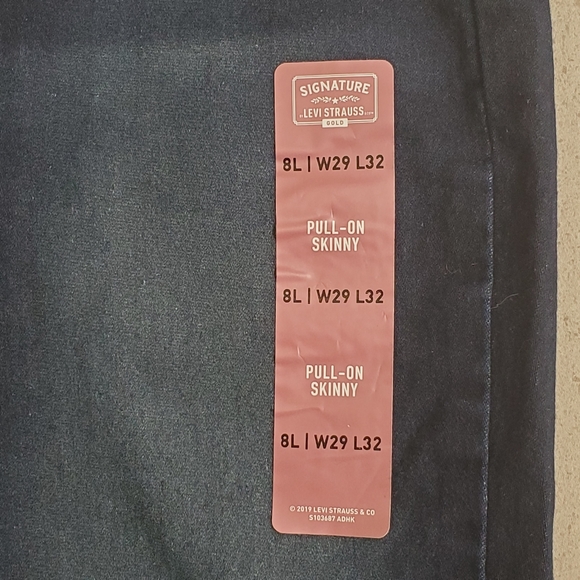 SIGNATURE
BY LEVI STRAUSS & CO.
GOLD
8L | W29 L32
PULL-ON
SKINNY
8L | W29 L32
PULL-ON
SKINNY
8L | W29 L32
© 2019 LEVI STRAUSS & CO
S103687 ADHK